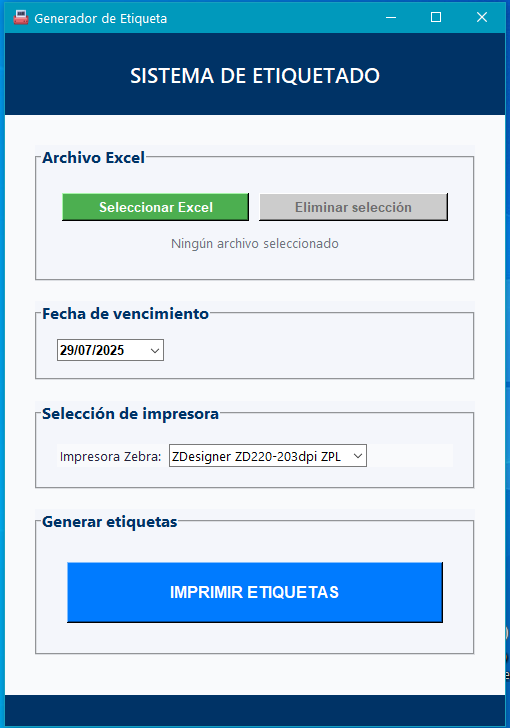 Generador de Etiqueta
SISTEMA DE ETIQUETADO
Archivo Excel
Seleccionar Excel
Eliminar selección
Ningún archivo seleccionado
Fecha de vencimiento
29/07/2025
Selección de impresora
Impresora Zebra: ZDesigner ZD220-203dpi ZPL
Generar etiquetas
IMPRIMIR ETIQUETAS